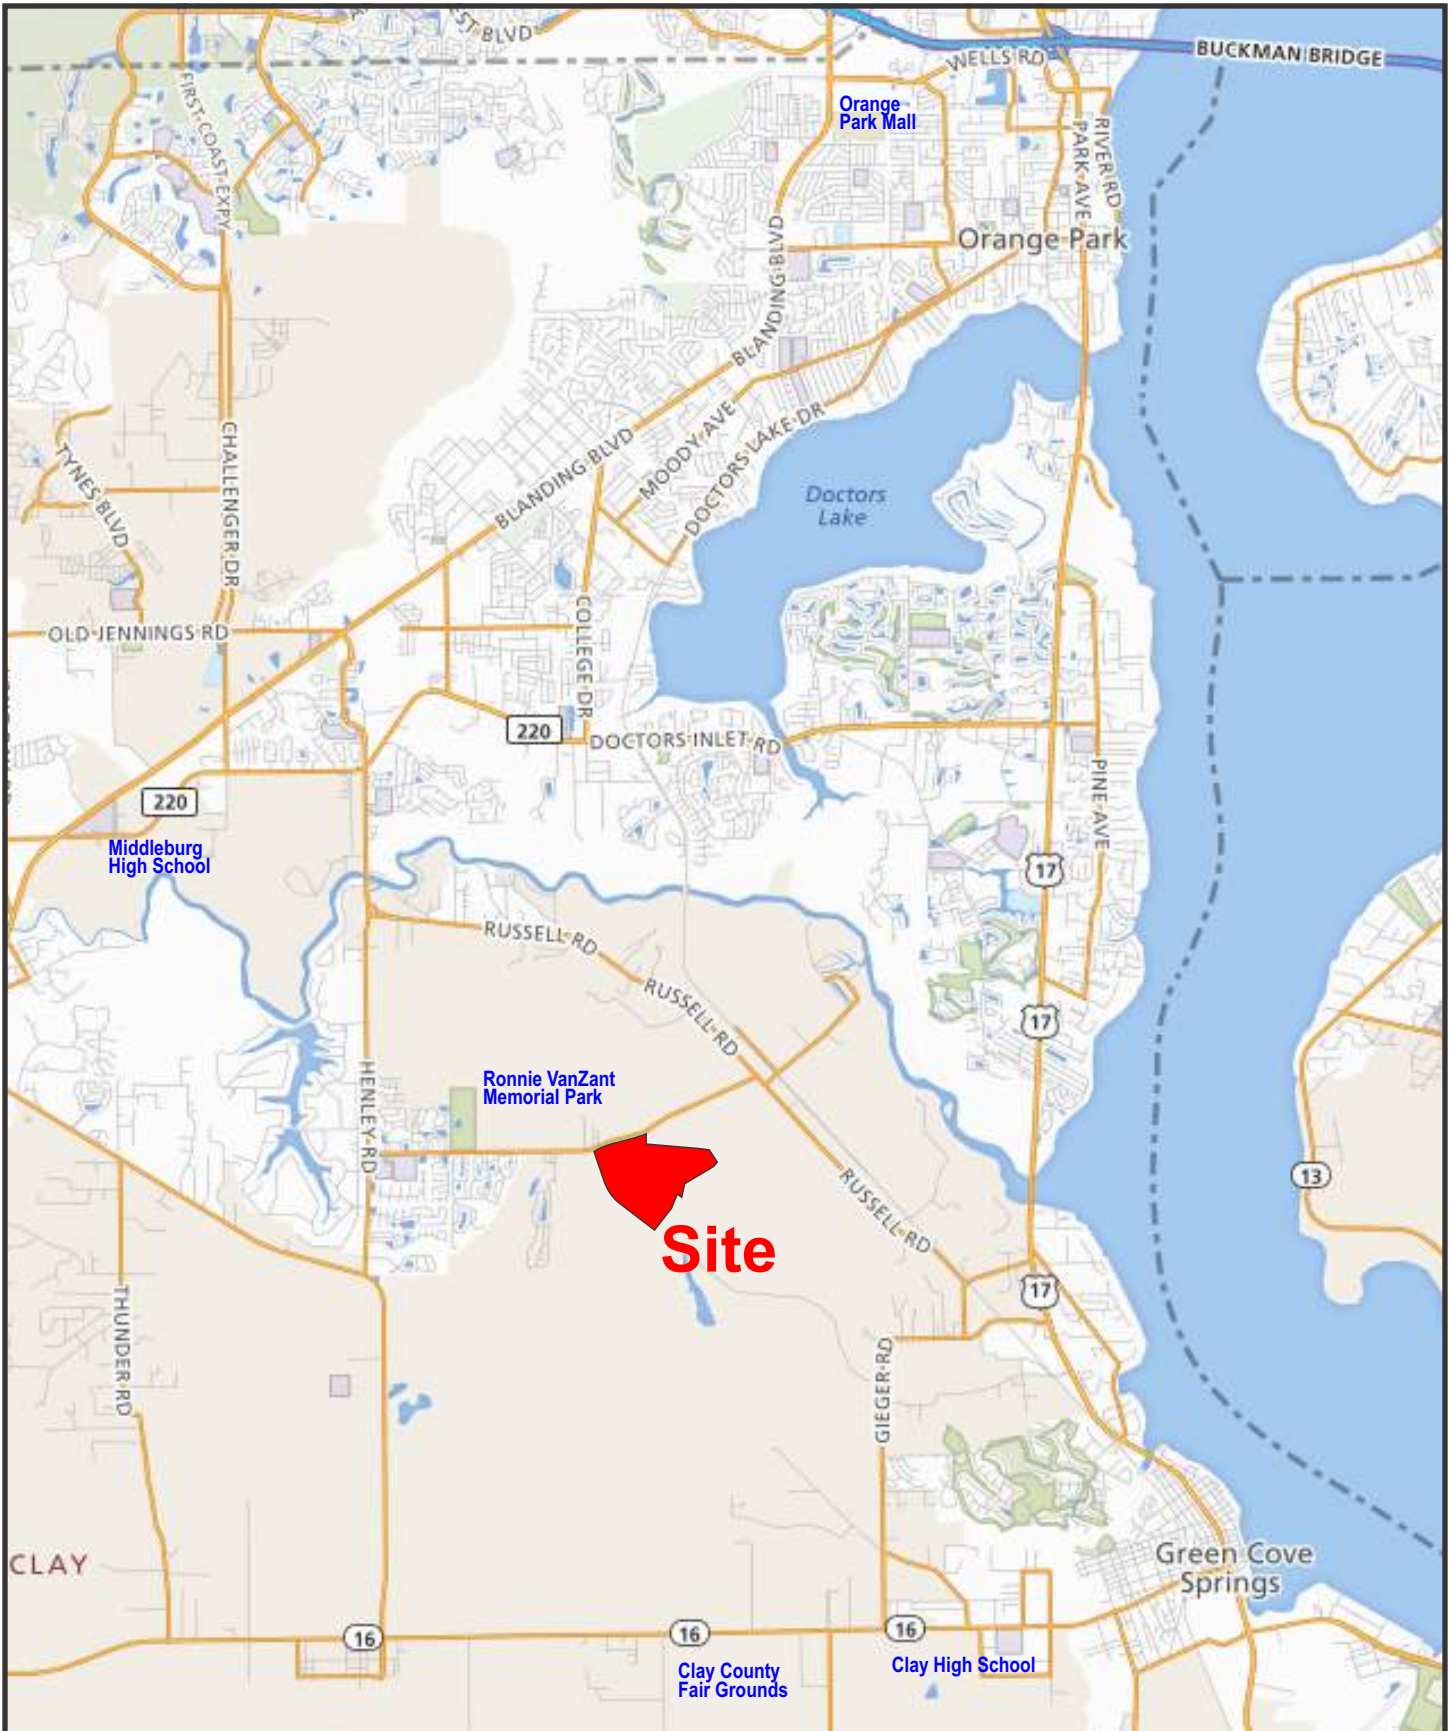 EST BLVD
BUCKMAN BRIDGE
WELLS RD
FIRST COAST EXPY
Orange
Park Mall
PARK AVE
RIVER RD
Orange Park
BLANDING BLVD
BLANDING BLVD
CHALLENGER DR
TYNES BLVD
MOODY AVE
DOCTORS LAKE DR
BLANDING BLVD
Doctors
Lake
OLD JENNINGS RD
COLLEGE DR
220
DOCTORS INLET RD
220
PINE AVE
Middleburg
High School
17
RUSSELL RD
RUSSELL RD
17
HENLEY RD
Ronnie VanZant
Memorial Park
13
RUSSELL RD
Site
17
THUNDER RD
GIEGER RD
CLAY
Green Cove
Springs
16
16
16
Clay County
Fair Grounds
Clay High School